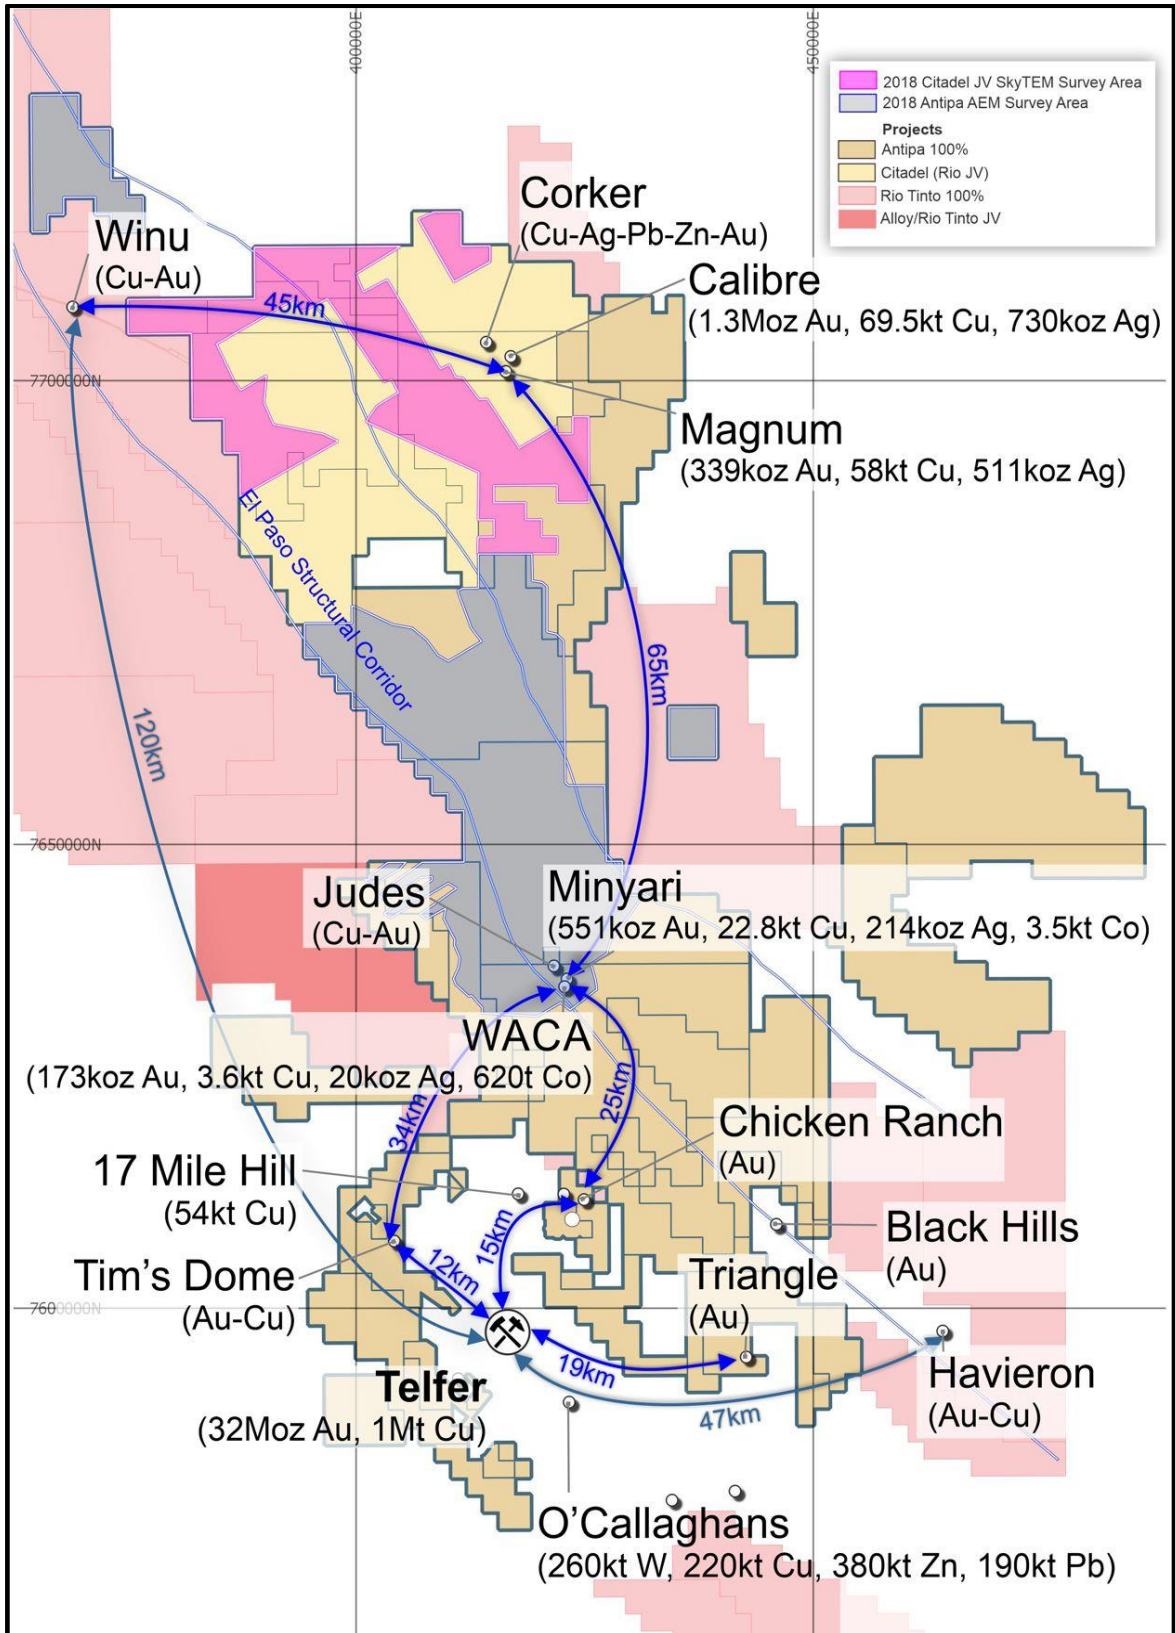 400000E
450000E
2018 Citadel JV SkyTEM Survey Area
2018 Antipa AEM Survey Area
Projects
Antipa 100%
Citadel (Rio JV)
Rio Tinto 100%
Alloy/Rio Tinto JV
Corker
(Cu-Ag-Pb-Zn-Au)
Winu
(Cu-Au)
Calibre
(1.3Moz Au, 69.5kt Cu, 730koz Ag)
45km
7700000N
Magnum
(339koz Au, 58kt Cu, 511koz Ag)
El Paso Structural Corridor
65km
120km
7650000N
Judes
(Cu-Au)
Minyari
(551koz Au, 22.8kt Cu, 214koz Ag, 3.5kt Co)
WACA
(173koz Au, 3.6kt Cu, 20koz Ag, 620t Co)
25km
34km
Chicken Ranch
(Au)
17 Mile Hill
(54kt Cu)
Black Hills
(Au)
15km
12km
Tim's Dome
(Au-Cu)
Triangle
(Au)
7600000N
19km
Havieron
(Au-Cu)
Telfer
(32Moz Au, 1Mt Cu)
47km
O'Callaghans
(260kt W, 220kt Cu, 380kt Zn, 190kt Pb)